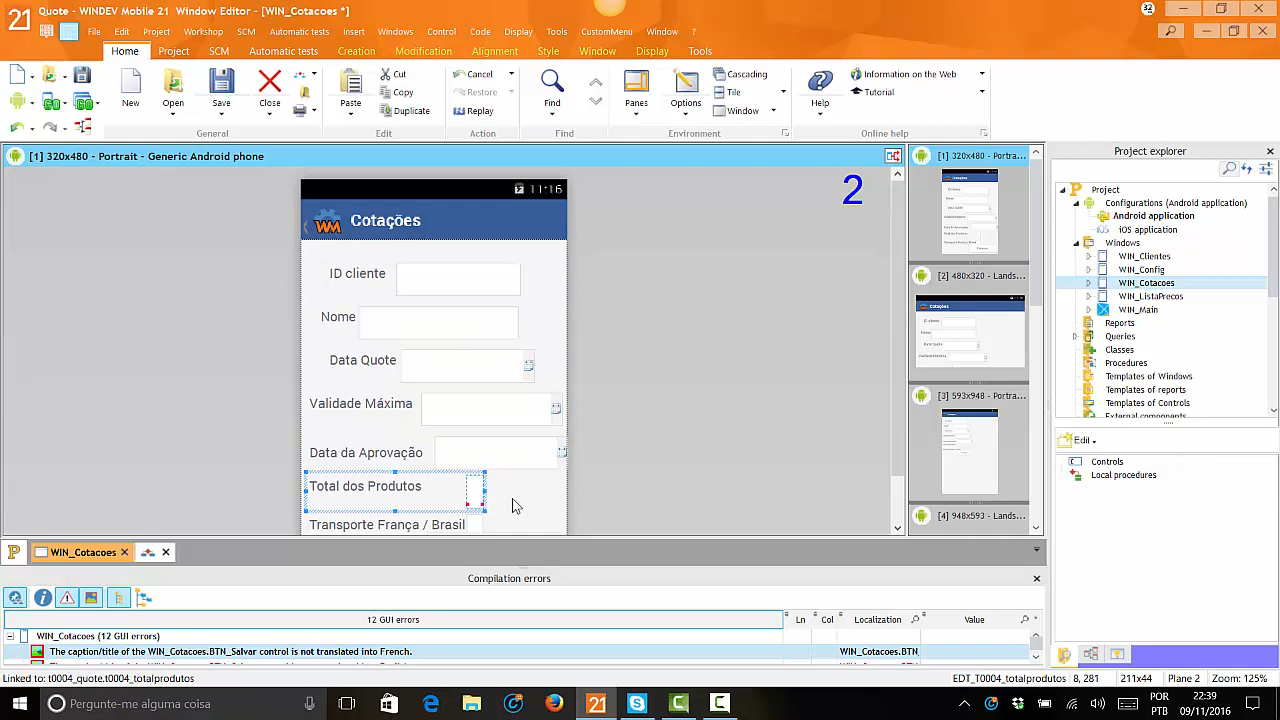 Quote - WINDEV Mobile 21 Window Editor - [WIN_Cotacoes *]
32
File Edit Project Workshop SCM Automatic tests Insert Windows Control Code Display Tools CustomMenu Window ?
Home Project SCM Automatic tests Creation Modification Alignment Style Window Display Tools
New Open Save Close
General
Paste
Cut
Copy
Duplicate
Edit
Cancel
Restore
Replay
Action
Find
Find
Panes Options
Cascading
Tile
Window
Environment
Help
Information on the Web
Tutorial
Online help
[1] 320x480 - Portrait - Generic Android phone
2
11:16
WM Cotações
ID cliente
Nome
Data Quote
Validade Máxima
Data da Aprovação
Total dos Produtos
Transporte França / Brasil
[1] 320x480 - Portra...
[2] 480x320 - Lands...
[3] 593x948 - Portra...
[4] 948x593 - Lands...
Project explorer
Project
Configurations (Android application)
Android application
iOS application
Windows
WIN_Clientes
WIN_Config
WIN_Cotacoes
WIN_ListaPrecos
WIN_Main
Reports
Queries
Classes
Procedures
Templates of Windows
Templates of reports
Templates of Controls
External components
Edit
Controls
Local procedures
WIN_Cotacoes
Compilation errors
12 GUI errors Ln Col Localization Value
WIN_Cotacoes (12 GUI errors)
The caption/title of the WIN_Cotacoes.BTN_Salvar control is not translated into French. WIN_Cotacoes.BTN_
Linked to: t0004_quote.t0004_totalprodutos
EDT_T0004_totalprodutos 8, 281 211x44 Plane 2 Zoom: 125%
Pergunte-me alguma coisa
21
POR
PTB
22:39
09/11/2016